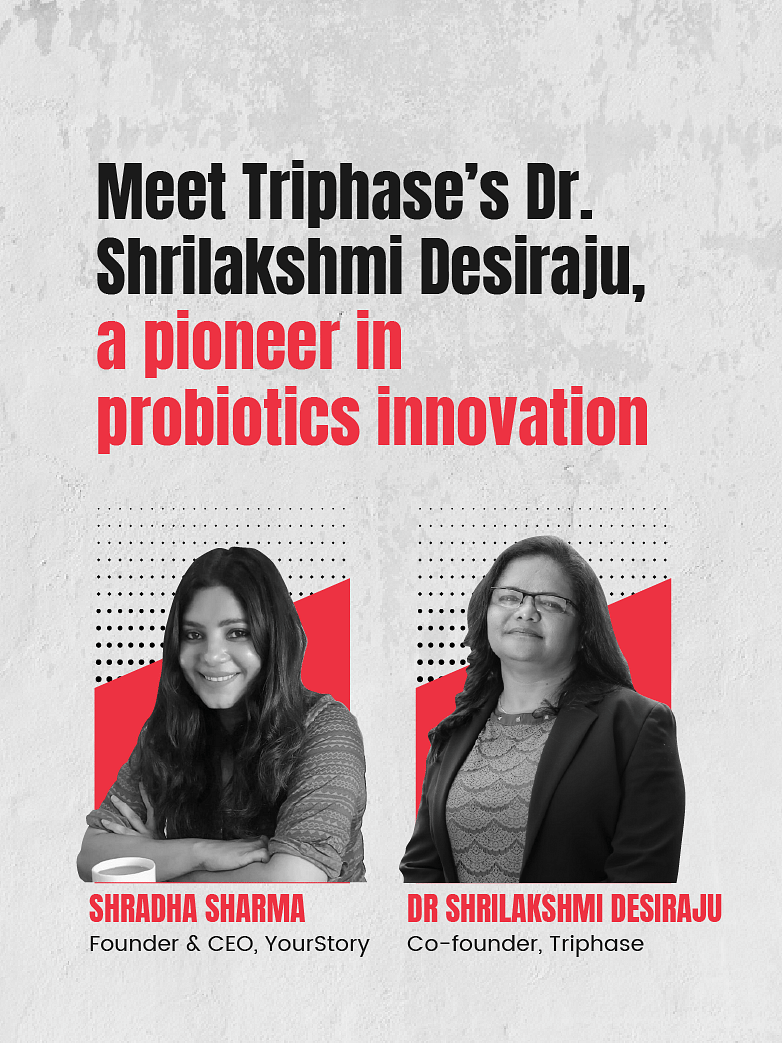 Meet Triphase’s Dr.
Shrilakshmi Desiraju,
a pioneer in
probiotics innovation
SHRADHA SHARMA
Founder & CEO, YourStory
DR SHRILAKSHMI DESIRAJU
Co-founder, Triphase